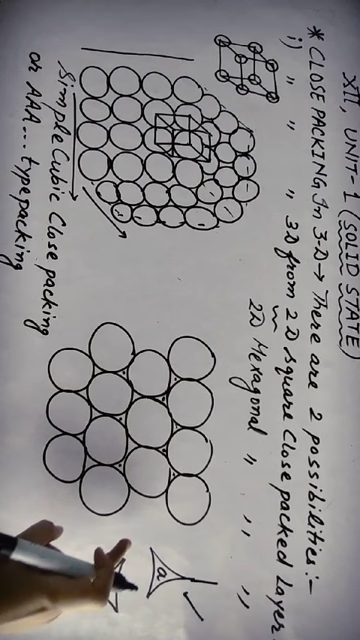 XII, UNIT-1 (SOLID STATE)
* CLOSE PACKING In 3-D → There are 2 possibilities:-
i) " " " 3D from 2D square Close packed Layer
2D Hexagonal " " "
Simple Cubic Close packing
or AAA... type packing
a